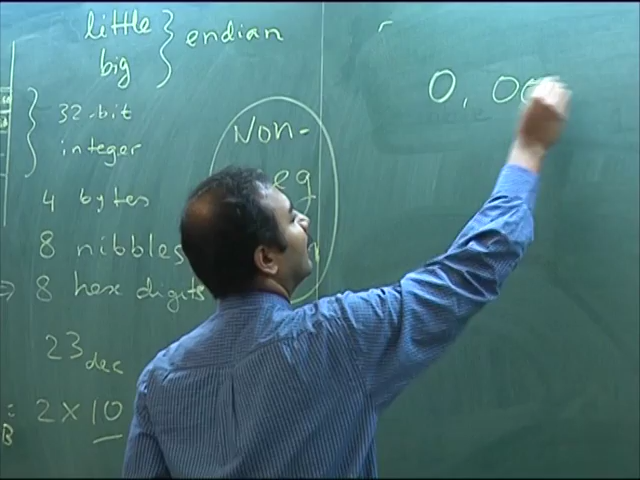 little } endian
big
32-bit
integer
4 bytes
8 nibbles
⇒ 8 hex digits
23dec
2 × 10
Non-
0, 00